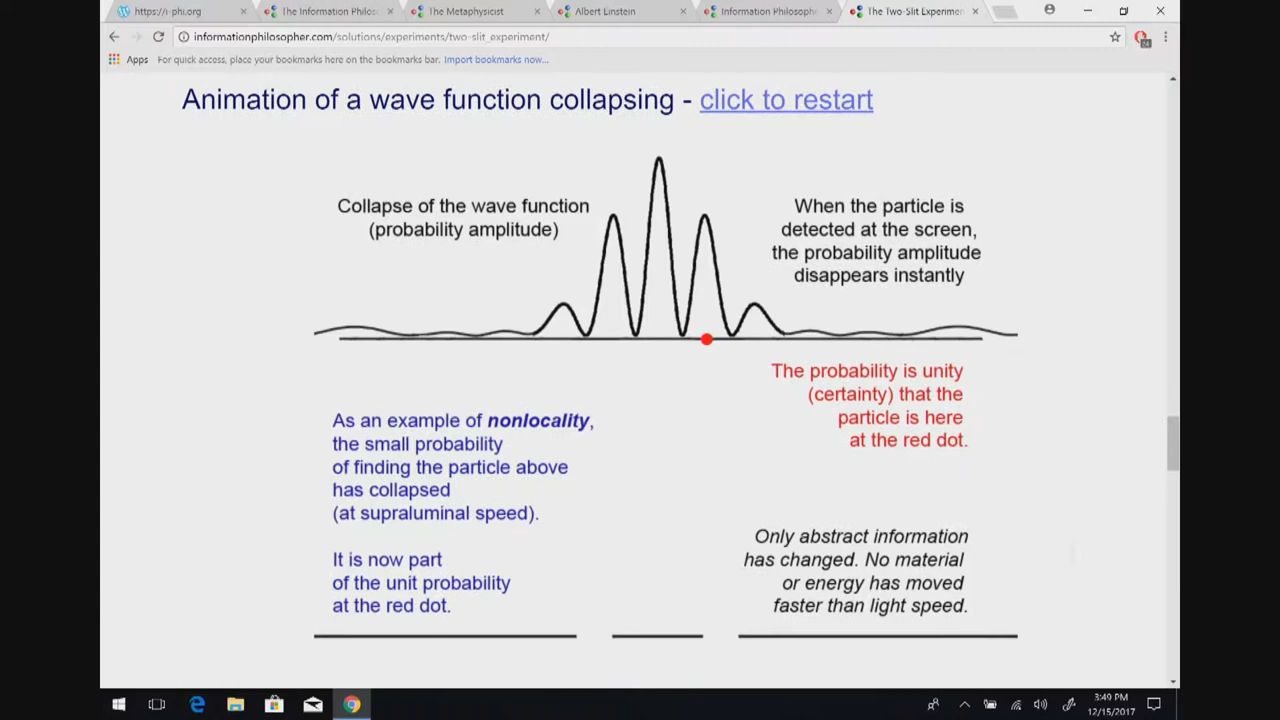 https://i-phi.org
The Information Philoso
The Metaphysicist
Albert Einstein
Information Philosoph
The Two-Slit Experimen
informationphilosopher.com/solutions/experiments/two-slit_experiment/
Apps
For quick access, place your bookmarks here on the bookmarks bar. Import bookmarks now...
Animation of a wave function collapsing - click to restart
Collapse of the wave function
(probability amplitude)
When the particle is
detected at the screen,
the probability amplitude
disappears instantly
The probability is unity
(certainty) that the
particle is here
at the red dot.
As an example of nonlocality,
the small probability
of finding the particle above
has collapsed
(at supraluminal speed).
It is now part
of the unit probability
at the red dot.
Only abstract information
has changed. No material
or energy has moved
faster than light speed.
3:49 PM
12/15/2017